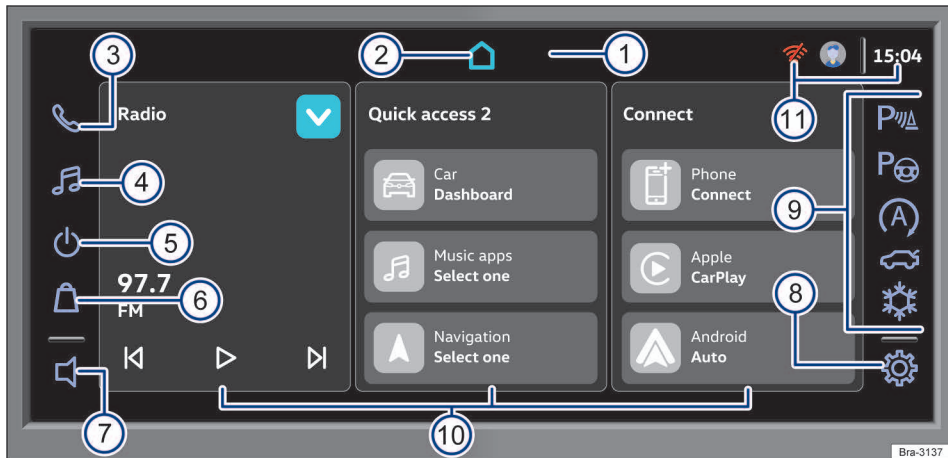 3
2
1
15:04
11
Radio
Quick access 2
Connect
4
5
6
7
97.7
FM
Car
Dashboard
Music apps
Select one
Navigation
Select one
Phone
Connect
Apple
CarPlay
Android
Auto
P
P
A
9
8
10
Bra-3137